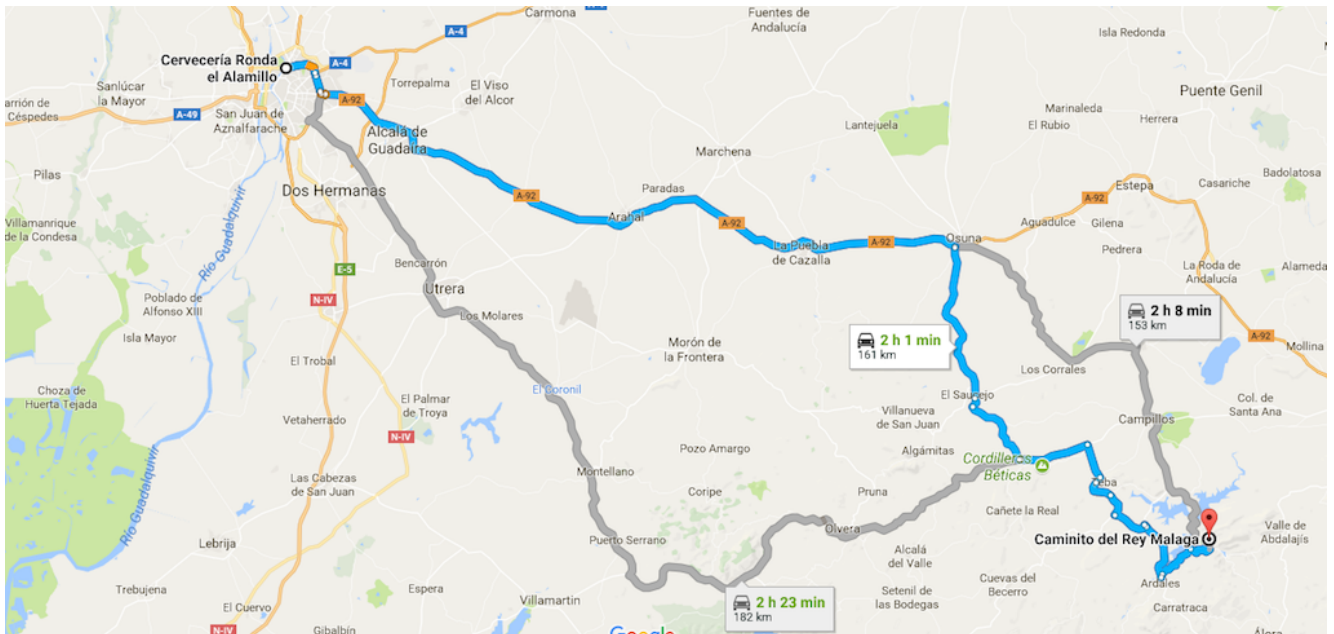 Carmona
A-4
Fuentes de
Andalucía
Isla Redonda
Cervecería Ronda
el Alamillo
A-4
Torrepalma
El Viso
del Alcor
Sanlúcar
la Mayor
A-92
Puente Genil
Marinaleda
Herrera
El Rubio
arrión de
Céspedes
A-49
San Juan de
Aznalfarache
Alcalá de
Guadaira
Lantejuela
Marchena
Badolatosa
Casariche
Estepa
Pilas
Dos Hermanas
A-92
Paradas
Arahal
A-92
A-92
Aguadulce
Gilena
Villamanrique
de la Condesa
Río Guadalquivir
La Puebla
de Cazalla
A-92
Osuna
Pedrera
La Roda de
Andalucía
Alameda
Bencarrón
E-5
Utrera
N-IV
Poblado de
Alfonso XIII
Los Molares
2 h 8 min
153 km
Isla Mayor
Morón de
la Frontera
2 h 1 min
161 km
Mollina
El Trobal
Los Corrales
Choza de
Huerta Tejada
El Coronil
El Saucejo
Col. de
Santa Ana
El Palmar
de Troya
Villanueva
de San Juan
Campillos
Vetaherrado
N-IV
Pozo Amargo
Algámitas
Cordilleras
Béticas
Las Cabezas
de San Juan
Montellano
Coripe
Pruna
Teba
Cañete la Real
Río Guadalquivir
Olvera
Valle de
Abdalajís
Lebrija
Puerto Serrano
Caminito del Rey Malaga
Alcalá
del Valle
Trebujena
Espera
Cuevas del
Becerro
Ardales
Setenil de
las Bodegas
2 h 23 min
182 km
Villamartin
Carratraca
El Cuervo
Gibalbín
N-IV
Google
Álora